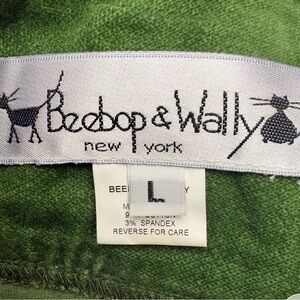 Beebop & Wally
new york
L
3% SPANDEX
REVERSE FOR CARE